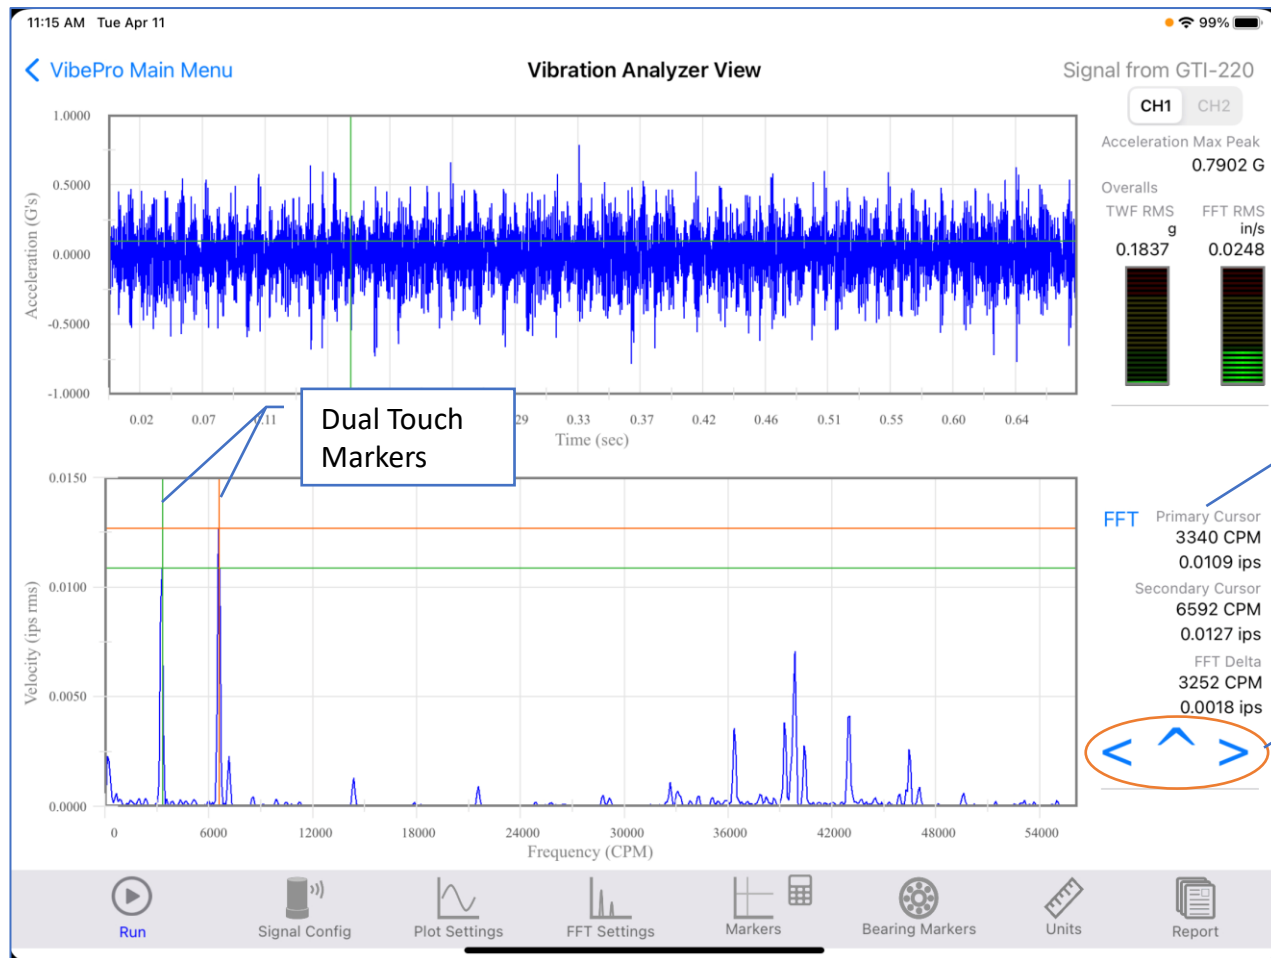 11:15 AM Tue Apr 11
99%
VibePro Main Menu
Vibration Analyzer View
Signal from GTI-220
CH1 CH2
Acceleration Max Peak
0.7902 G
Overalls
TWF RMS FFT RMS
g in/s
0.1837 0.0248
1.0000
0.5000
0.0000
-0.5000
-1.0000
Acceleration (G's)
0.02 0.07 0.11 0.33 0.37 0.42 0.46 0.51 0.55 0.60 0.64
Time (sec)
Dual Touch
Markers
0.0150
0.0100
0.0050
0.0000
Velocity (ips rms)
0 6000 12000 18000 24000 30000 36000 42000 48000 54000
Frequency (CPM)
FFT Primary Cursor
3340 CPM
0.0109 ips
Secondary Cursor
6592 CPM
0.0127 ips
FFT Delta
3252 CPM
0.0018 ips
< ^ >
Run Signal Config Plot Settings FFT Settings Markers Bearing Markers Units Report